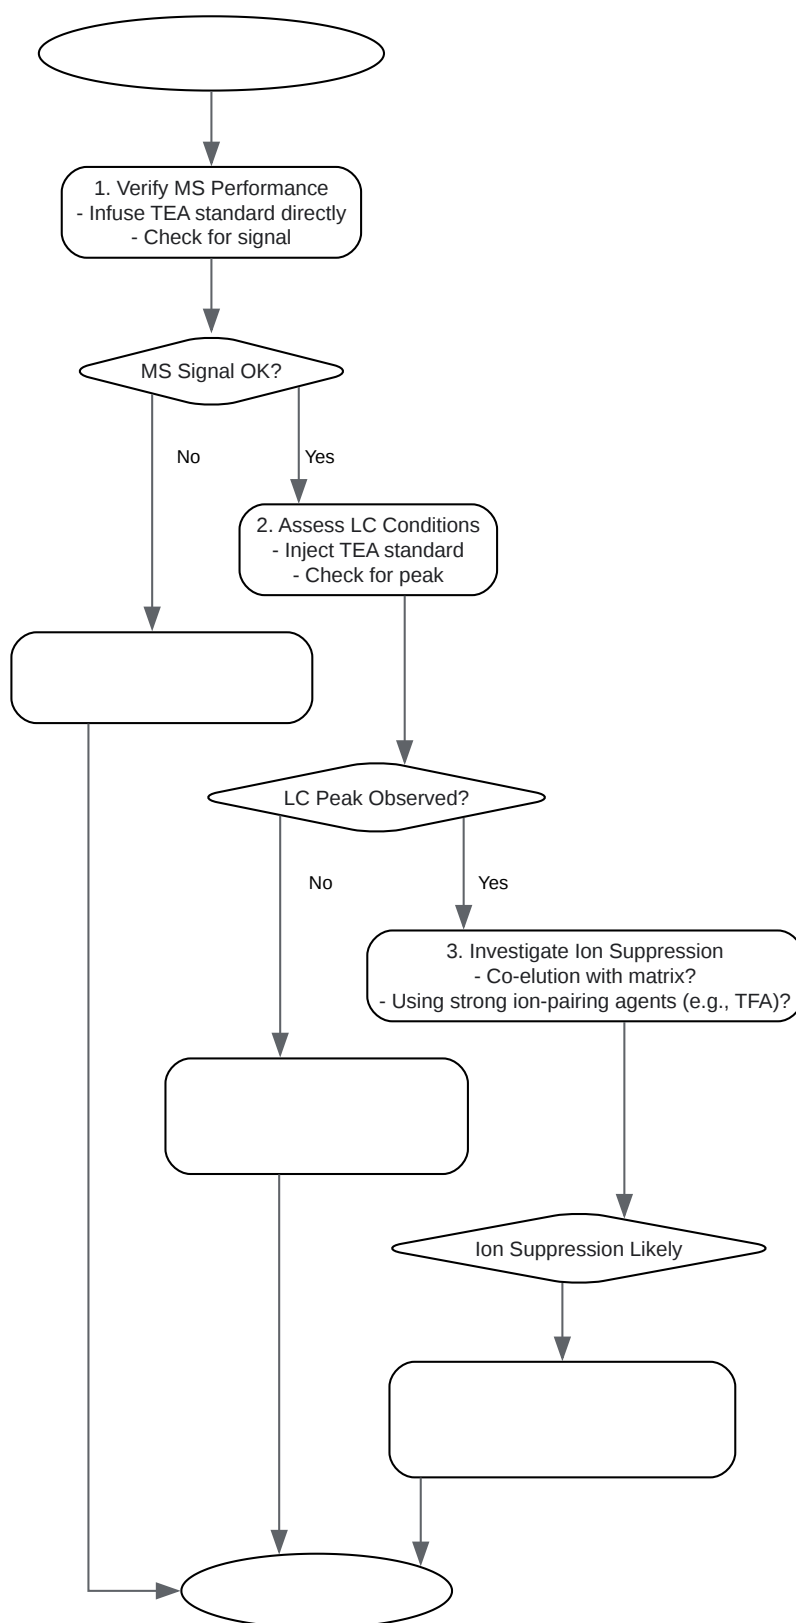 1. Verify MS Performance
- Infuse TEA standard directly
- Check for signal
MS Signal OK?
No
Yes
2. Assess LC Conditions
- Inject TEA standard
- Check for peak
LC Peak Observed?
No
Yes
3. Investigate Ion Suppression
- Co-elution with matrix?
- Using strong ion-pairing agents (e.g., TFA)?
Ion Suppression Likely